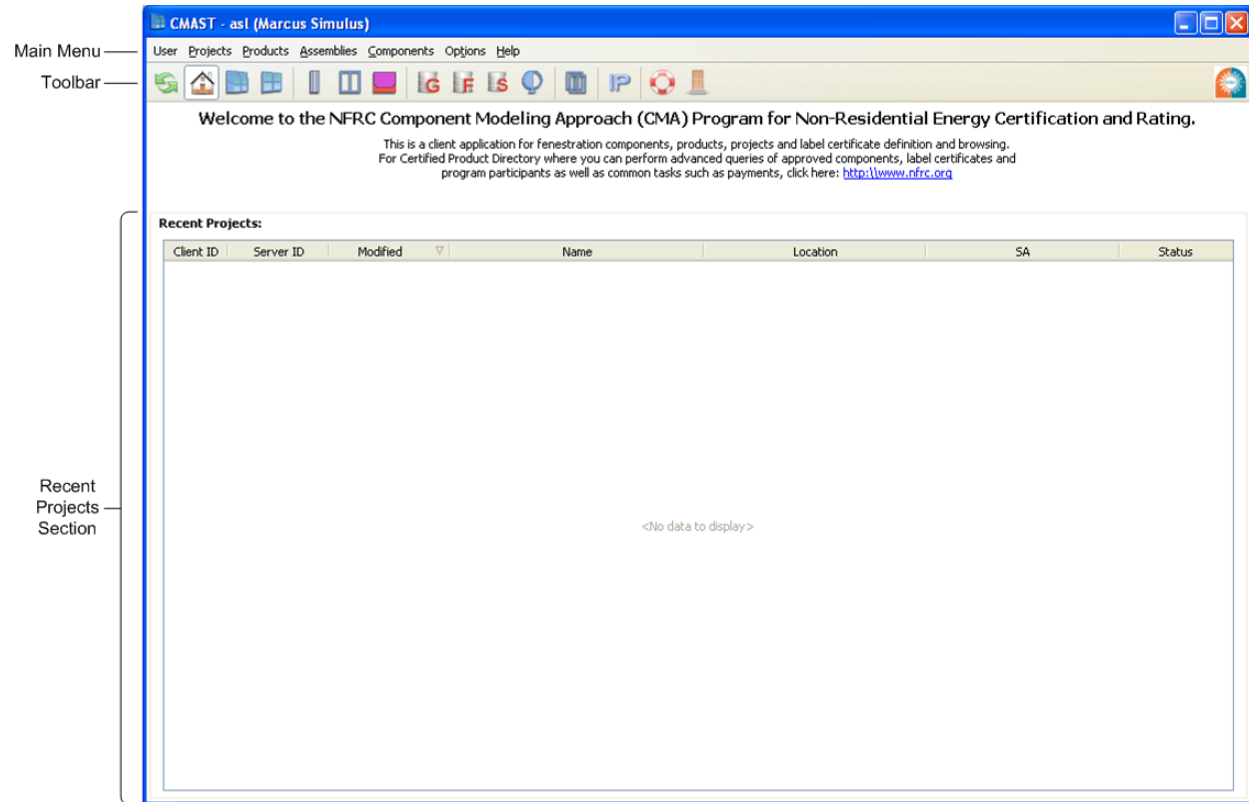 CMAST - asl (Marcus Simulus)
Main Menu
User Projects Products Assemblies Components Options Help
Toolbar
G F S IP
Welcome to the NFRC Component Modeling Approach (CMA) Program for Non-Residential Energy Certification and Rating.
This is a client application for fenestration components, products, projects and label certificate definition and browsing.
For Certified Product Directory where you can perform advanced queries of approved components, label certificates and
program participants as well as common tasks such as payments, click here: http:\\www.nfrc.org
Recent Projects:
Client ID Server ID Modified Name Location SA Status
Recent
Projects
Section
<No data to display>